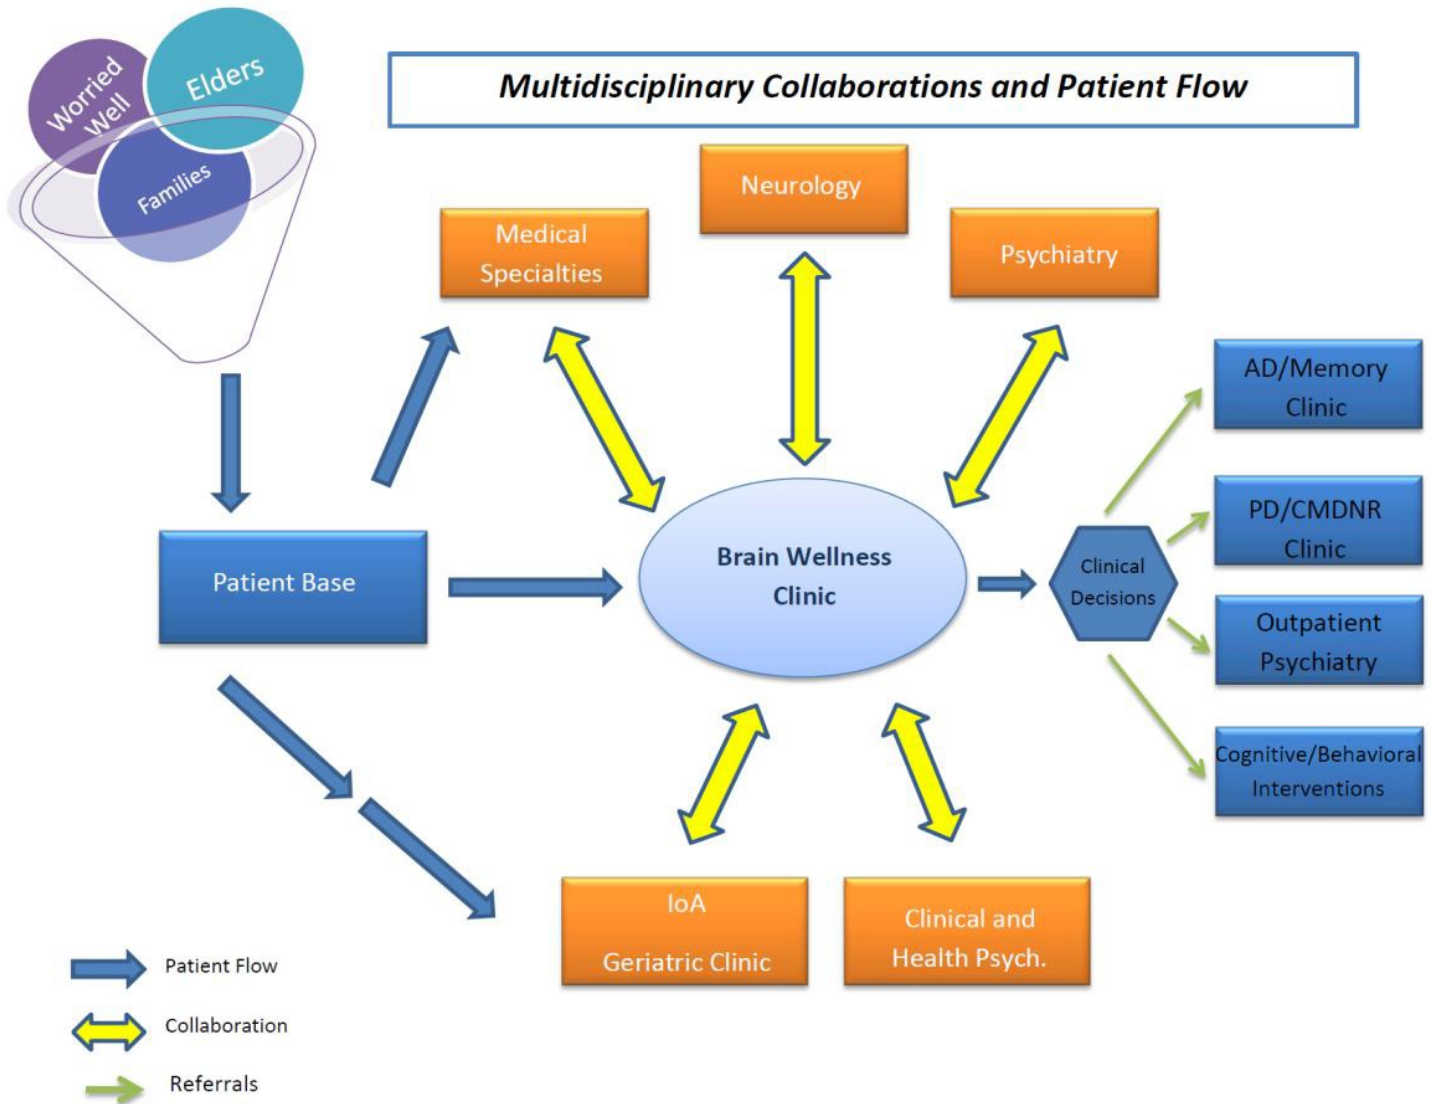 Worried
Well
Elders
Families
Multidisciplinary Collaborations and Patient Flow
Neurology
Medical
Specialties
Psychiatry
AD/Memory
Clinic
PD/CMDNR
Clinic
Patient Base
Brain Wellness
Clinic
Clinical
Decisions
Outpatient
Psychiatry
Cognitive/Behavioral
Interventions
IoA
Geriatric Clinic
Clinical and
Health Psych.
Patient Flow
Collaboration
Referrals